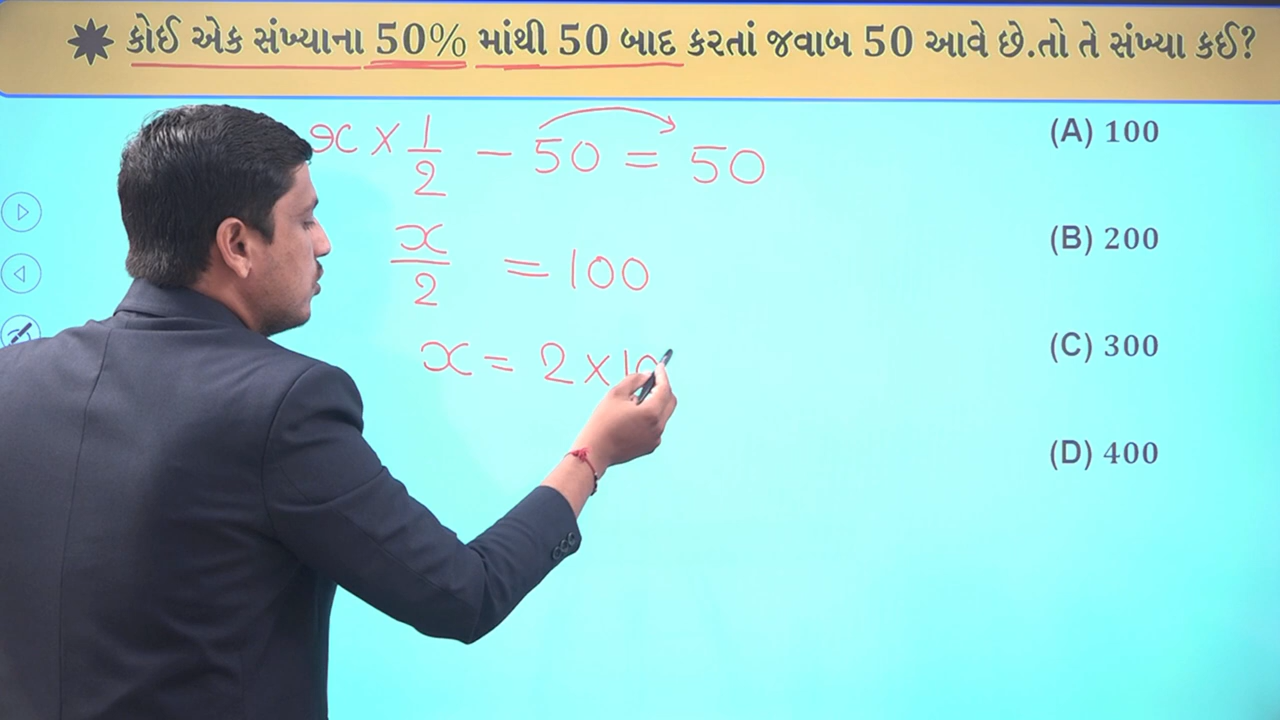 કોઈ એક સંખ્યાના 50% માંથી 50 બાદ કરતાં જવાબ 50 આવે છે.તો તે સંખ્યા કઈ?
x × 1/2 – 50 = 50
x/2 = 100
x = 2 × 10
(A) 100
(B) 200
(C) 300
(D) 400